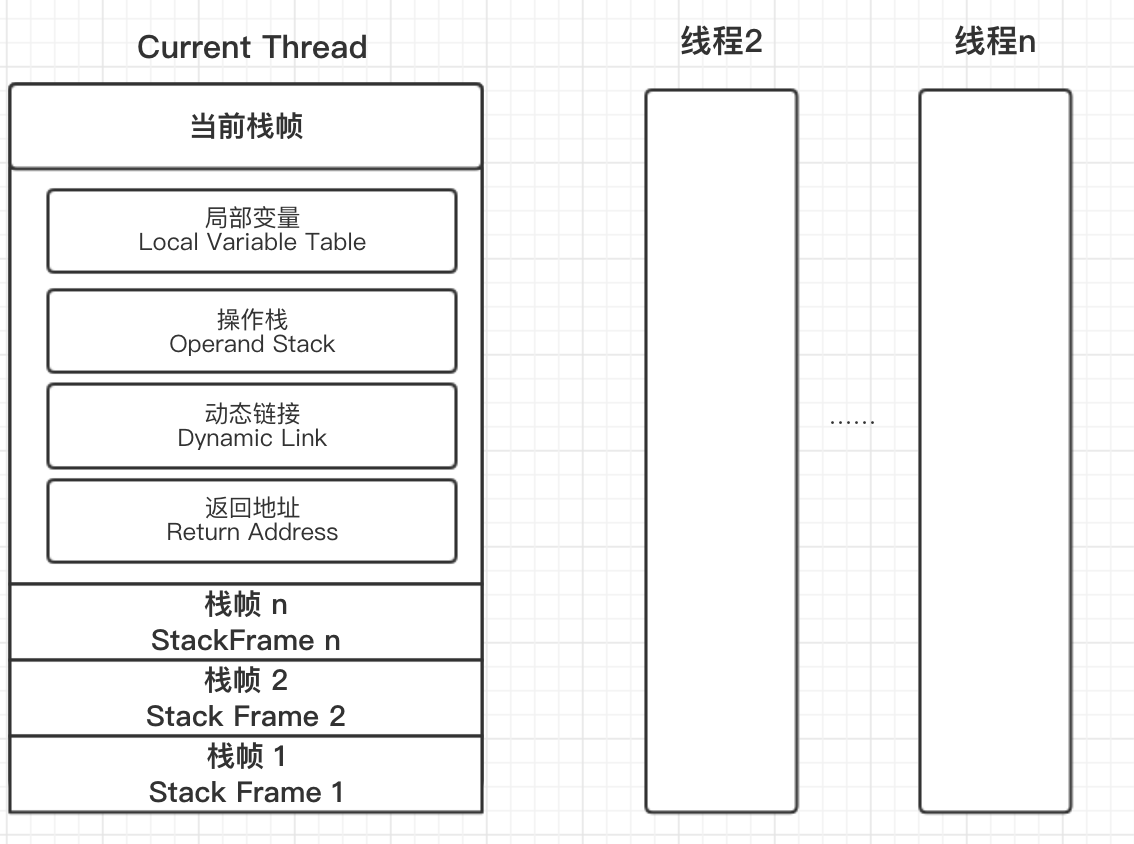 Current Thread
线程2
线程n
当前栈帧
局部变量
Local Variable Table
操作栈
Operand Stack
动态链接
Dynamic Link
......
返回地址
Return Address
栈帧 n
StackFrame n
栈帧 2
Stack Frame 2
栈帧 1
Stack Frame 1